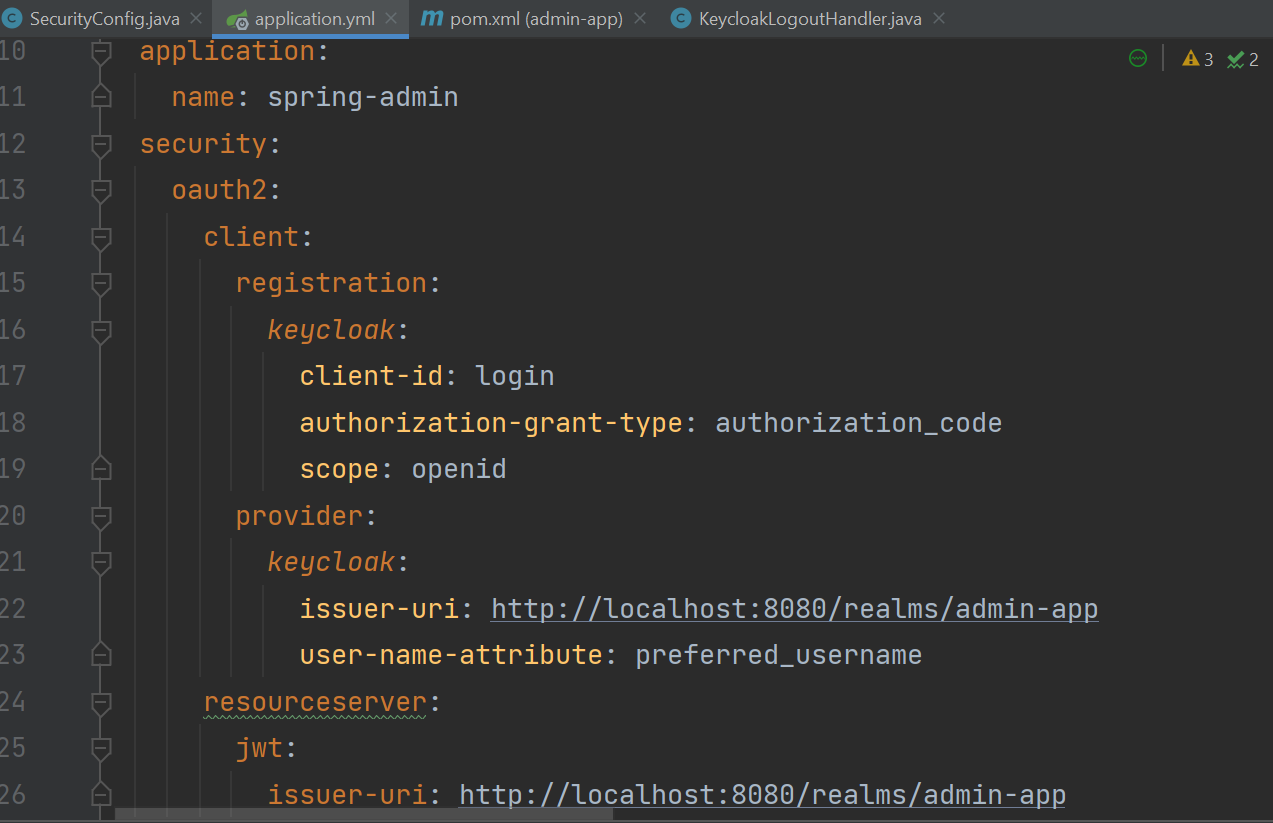 SecurityConfig.java application.yml pom.xml (admin-app) KeycloakLogoutHandler.java
10 application: 3 2
11 name: spring-admin
12 security:
13 oauth2:
14 client:
15 registration:
16 keycloak:
17 client-id: login
18 authorization-grant-type: authorization_code
19 scope: openid
20 provider:
21 keycloak:
22 issuer-uri: http://localhost:8080/realms/admin-app
23 user-name-attribute: preferred_username
24 resourceserver:
25 jwt:
26 issuer-uri: http://localhost:8080/realms/admin-app